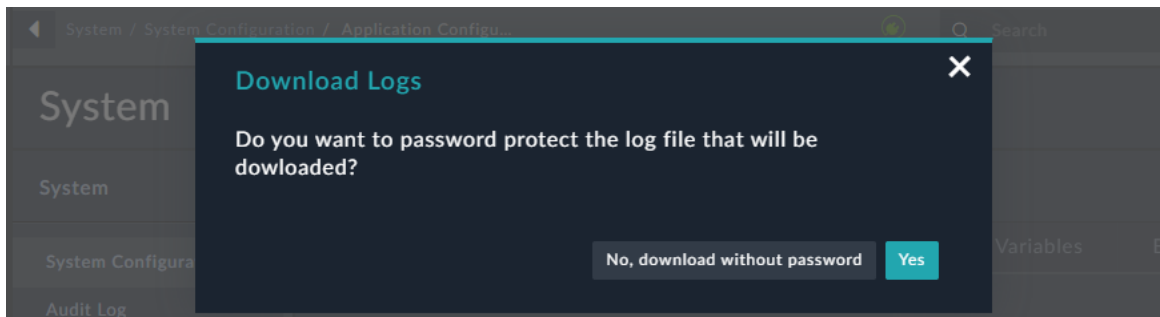 System / System Configuration / Application Configu...
Search
System
Download Logs
Do you want to password protect the log file that will be
dowloaded?
System
No, download without password
Yes
Variables
E
System Configura
Audit Log